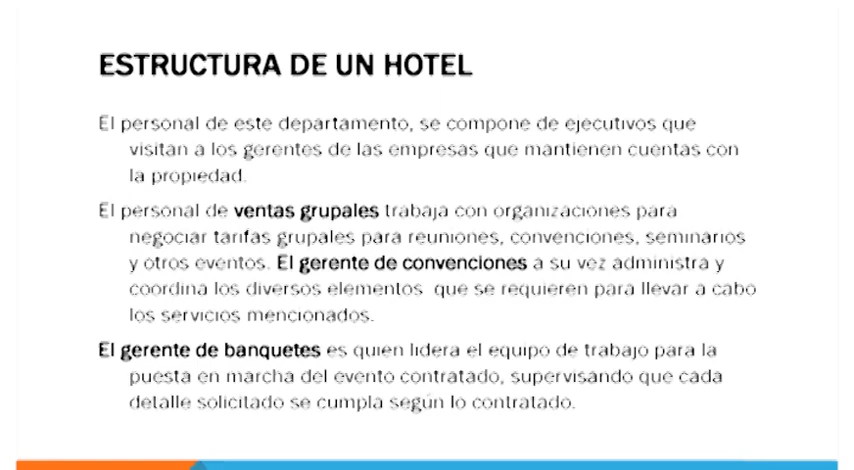 ESTRUCTURA DE UN HOTEL
El personal de este departamento, se compone de ejecutivos que
visitan a los gerentes de las empresas que mantienen cuentas con
la propiedad.
El personal de ventas grupales trabaja con organizaciones para
negociar tarifas grupales para reuniones, convenciones, seminarios
y otros eventos. El gerente de convenciones a su vez administra y
coordina los diversos elementos que se requieren para llevar a cabo
los servicios mencionados.
El gerente de banquetes es quien lidera el equipo de trabajo para la
puesta en marcha del evento contratado, supervisando que cada
detalle solicitado se cumpla según lo contratado.